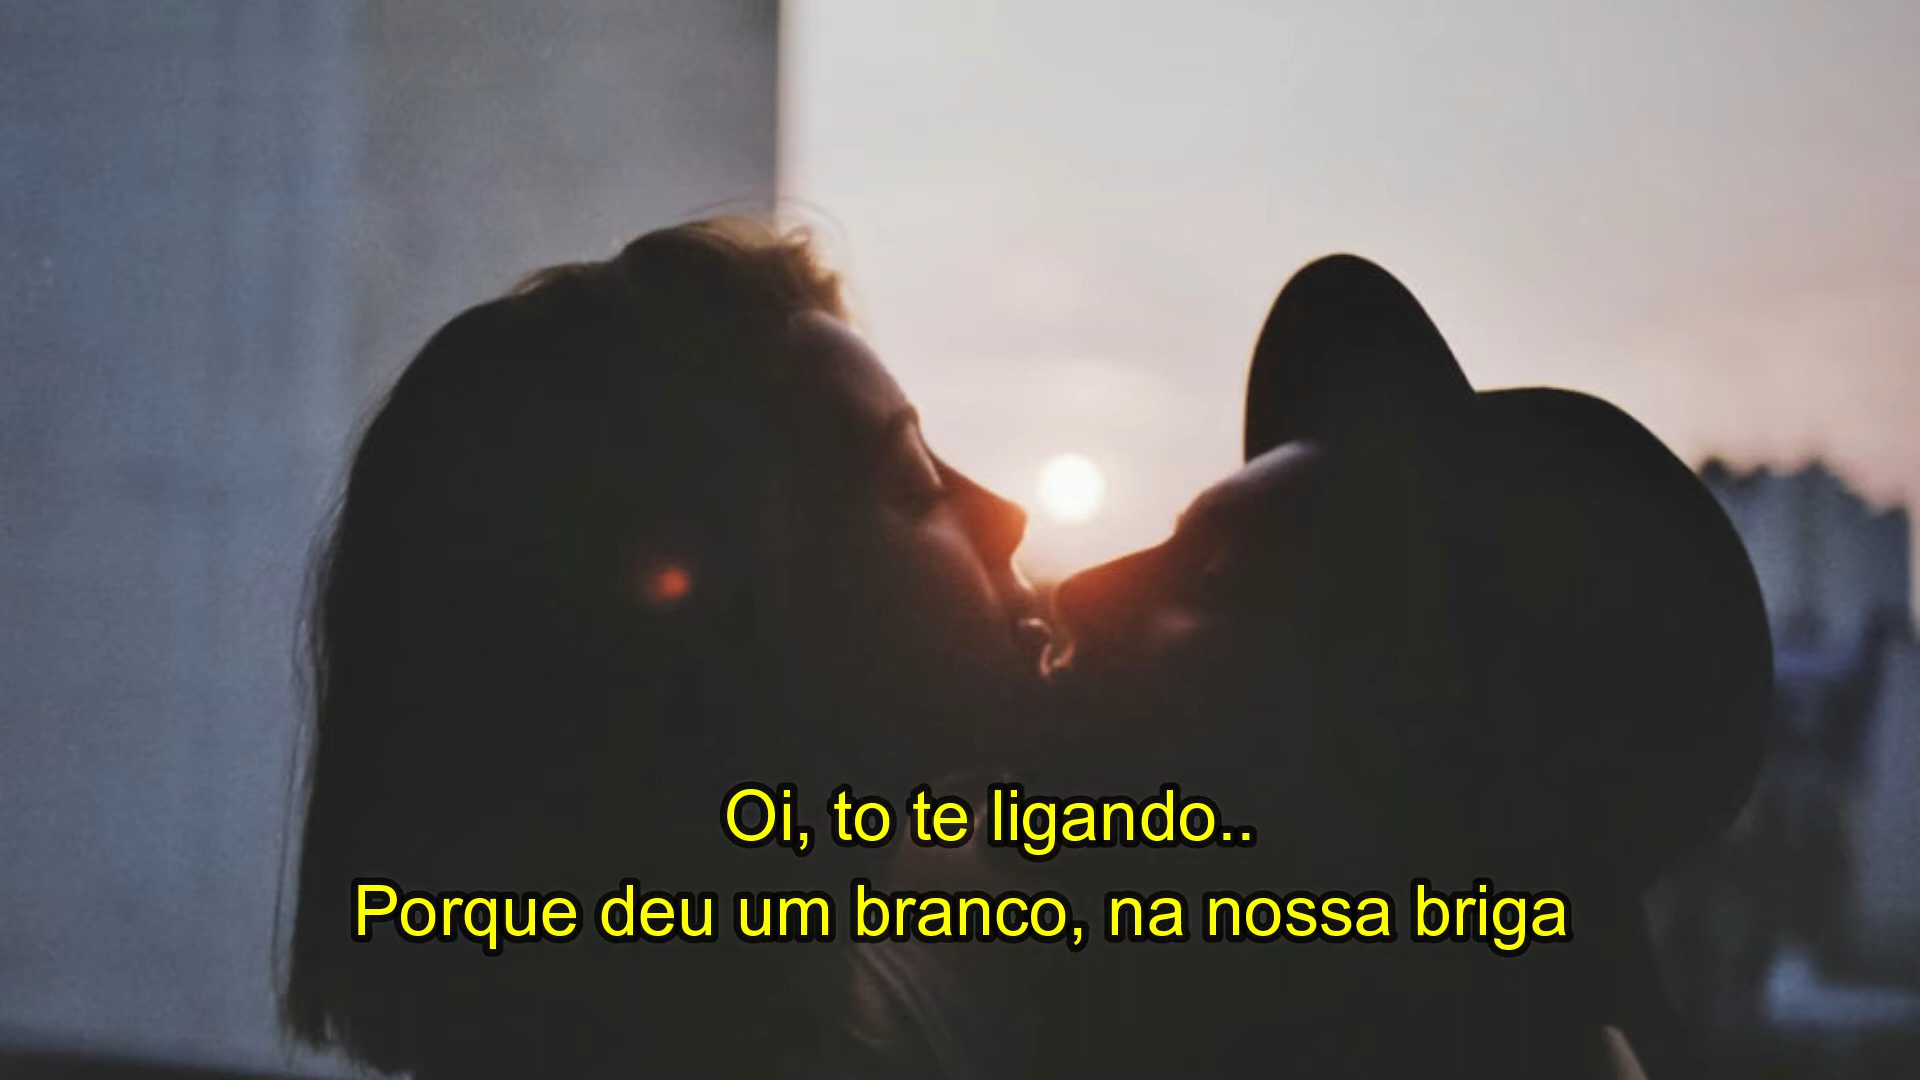 Oi, to te ligando..
Porque deu um branco, na nossa briga